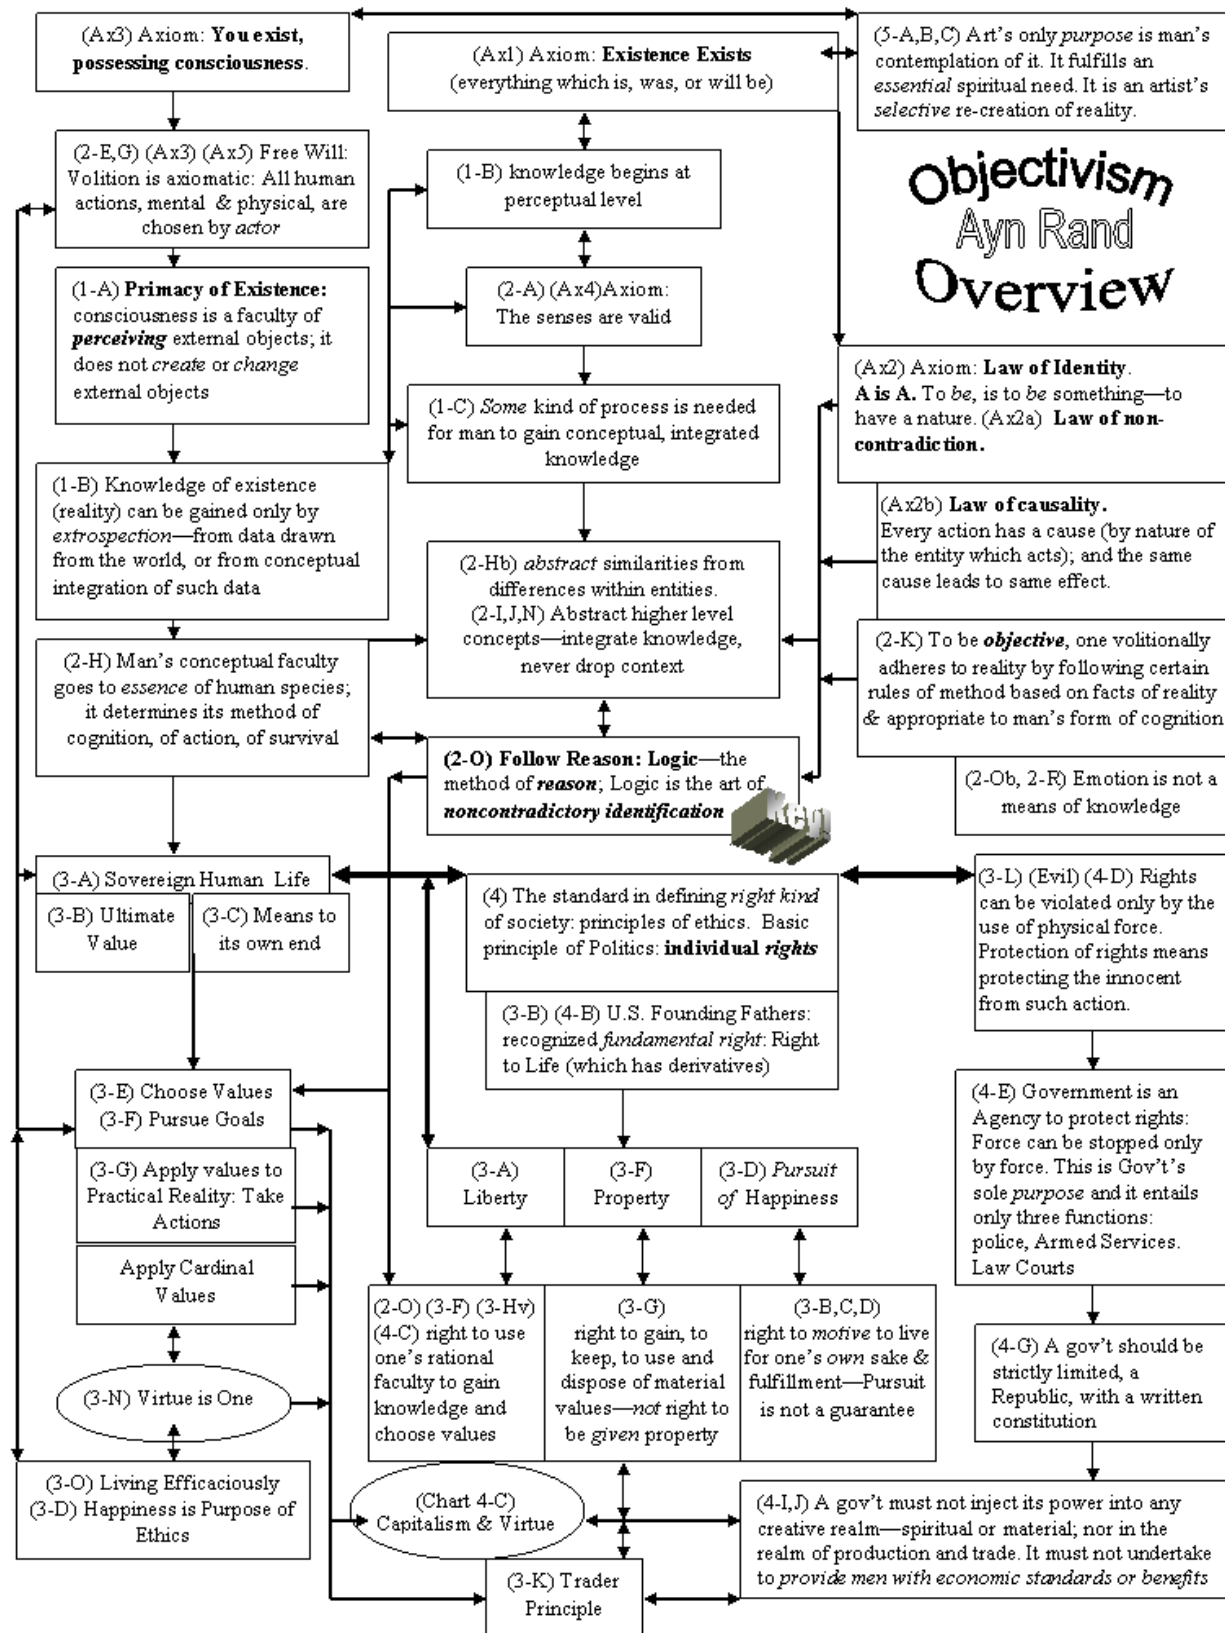 (Ax3) Axiom: You exist,
possessing consciousness.
(Ax1) Axiom: Existence Exists
(everything which is, was, or will be)
(5-A,B,C) Art's only purpose is man's
contemplation of it. It fulfills an
essential spiritual need. It is an artist's
selective re-creation of reality.
Objectivism
Ayn Rand
Overview
(2-E,G) (Ax3) (Ax5) Free Will:
Volition is axiomatic: All human
actions, mental & physical, are
chosen by actor
(1-B) knowledge begins at
perceptual level
(1-A) Primacy of Existence:
consciousness is a faculty of
perceiving external objects; it
does not create or change
external objects
(2-A) (Ax4)Axiom:
The senses are valid
(Ax2) Axiom: Law of Identity.
A is A. To be, is to be something—to
have a nature. (Ax2a) Law of non-
contradiction.
(1-C) Some kind of process is needed
for man to gain conceptual, integrated
knowledge
(1-B) Knowledge of existence
(reality) can be gained only by
extrospection—from data drawn
from the world, or from conceptual
integration of such data
(Ax2b) Law of causality.
Every action has a cause (by nature of
the entity which acts); and the same
cause leads to same effect.
(2-Hb) abstract similarities from
differences within entities.
(2-I,J,N) Abstract higher level
concepts—integrate knowledge,
never drop context
(2-K) To be objective, one volitionally
adheres to reality by following certain
rules of method based on facts of reality
& appropriate to man's form of cognition
(2-H) Man's conceptual faculty
goes to essence of human species;
it determines its method of
cognition, of action, of survival
(2-O) Follow Reason: Logic—the
method of reason; Logic is the art of
noncontradictory identification
Key!
(2-Ob, 2-R) Emotion is not a
means of knowledge
(3-A) Sovereign Human Life
(3-B) Ultimate
Value
(3-C) Means to
its own end
(4) The standard in defining right kind
of society: principles of ethics. Basic
principle of Politics: individual rights
(3-L) (Evil) (4-D) Rights
can be violated only by the
use of physical force.
Protection of rights means
protecting the innocent
from such action.
(3-B) (4-B) U.S. Founding Fathers:
recognized fundamental right: Right
to Life (which has derivatives)
(3-E) Choose Values
(3-F) Pursue Goals
(4-E) Government is an
Agency to protect rights:
Force can be stopped only
by force. This is Gov't's
sole purpose and it entails
only three functions:
police, Armed Services.
Law Courts
(3-G) Apply values to
Practical Reality: Take
Actions
(3-A)
Liberty
(3-F)
Property
(3-D) Pursuit
of Happiness
Apply Cardinal
Values
(2-O) (3-F) (3-Hv)
(4-C) right to use
one's rational
faculty to gain
knowledge and
choose values
(3-G)
right to gain, to
keep, to use and
dispose of material
values—not right to
be given property
(3-B,C,D)
right to motive to live
for one's own sake &
fulfillment—Pursuit
is not a guarantee
(4-G) A gov't should be
strictly limited, a
Republic, with a written
constitution
(3-N) Virtue is One
(3-O) Living Efficaciously
(3-D) Happiness is Purpose of
Ethics
(Chart 4-C)
Capitalism & Virtue
(4-I,J) A gov't must not inject its power into any
creative realm—spiritual or material; nor in the
realm of production and trade. It must not undertake
to provide men with economic standards or benefits
(3-K) Trader
Principle